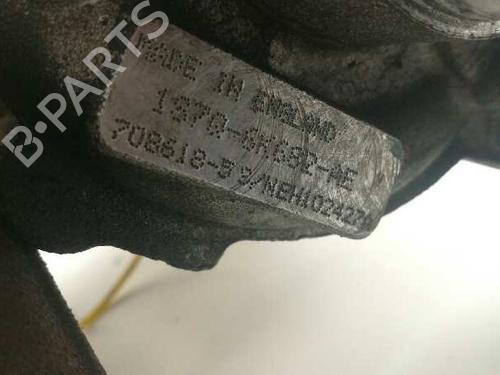 B-PARTS
MADE IN ENGLAND
1S7Q-6K682-AE
708618-5